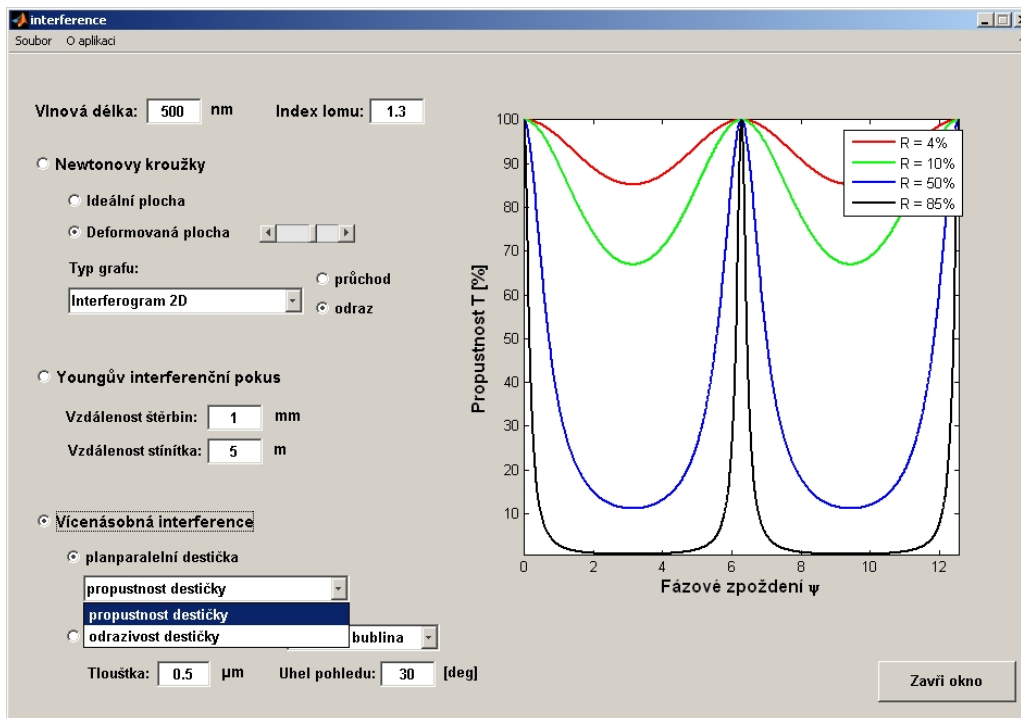 interference
Soubor O aplikaci
Vlnová délka: 500 nm Index lomu: 1.3
Newtonovy kroužky
Ideální plocha
Deformovaná plocha
Typ grafu:
Interferogram 2D
průchod
odraz
Youngův interferenční pokus
Vzdálenost štěrbin: 1 mm
Vzdálenost stínítka: 5 m
Vícenásobná interference
planparalelní destička
propustnost destičky
propustnost destičky
odrazivost destičky
bublina
Tlouštka: 0.5 μm Uhel pohledu: 30 [deg]
Propustnost T [%]
100
90
80
70
60
50
40
30
20
10
0 2 4 6 8 10 12
Fázové zpoždení ψ
R = 4%
R = 10%
R = 50%
R = 85%
Zavři okno